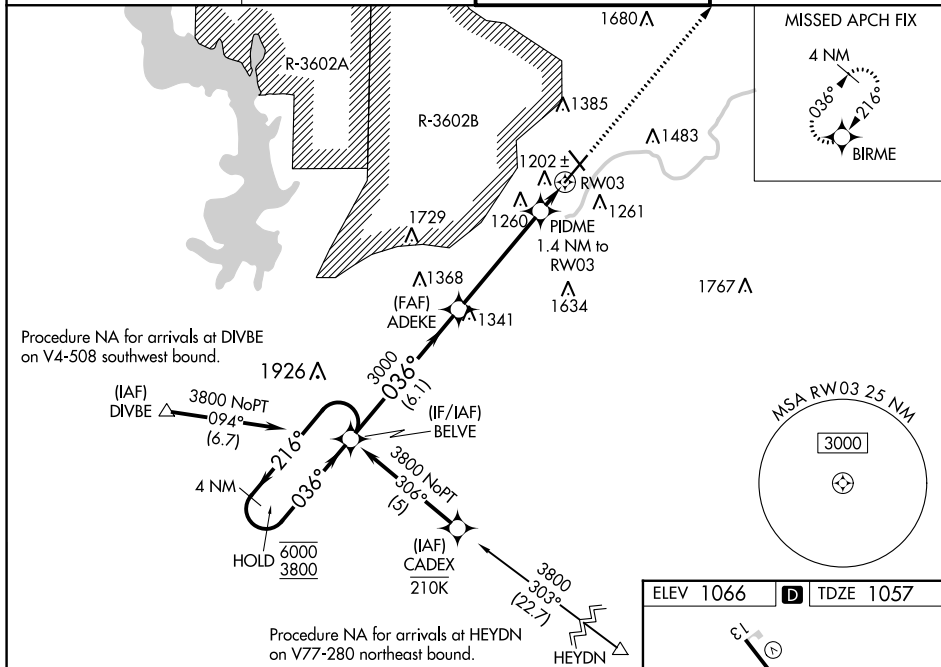 1680
MISSED APCH FIX
4 NM
036°
216°
BIRME
R-3602A
R-3602B
1385
1483
1202 ±
RW03
1260
1261
PIDME
1.4 NM to
RW03
1729
1368
(FAF)
ADEKE
1341
1634
1767
Procedure NA for arrivals at DIVBE
on V4-508 southwest bound.
1926
3000
036°
(6.1)
(IAF)
DIVBE
3800 NoPT
094°
(6.7)
(IF/IAF)
BELVE
216°
036°
4 NM
HOLD
6000
3800
3800 NoPT
306°
(5)
(IAF)
CADEX
210K
3800
303°
(22.7)
HEYDN
Procedure NA for arrivals at HEYDN
on V77-280 northeast bound.
MSA RW03 25 NM
3000
ELEV 1066
D
TDZE 1057
13
V